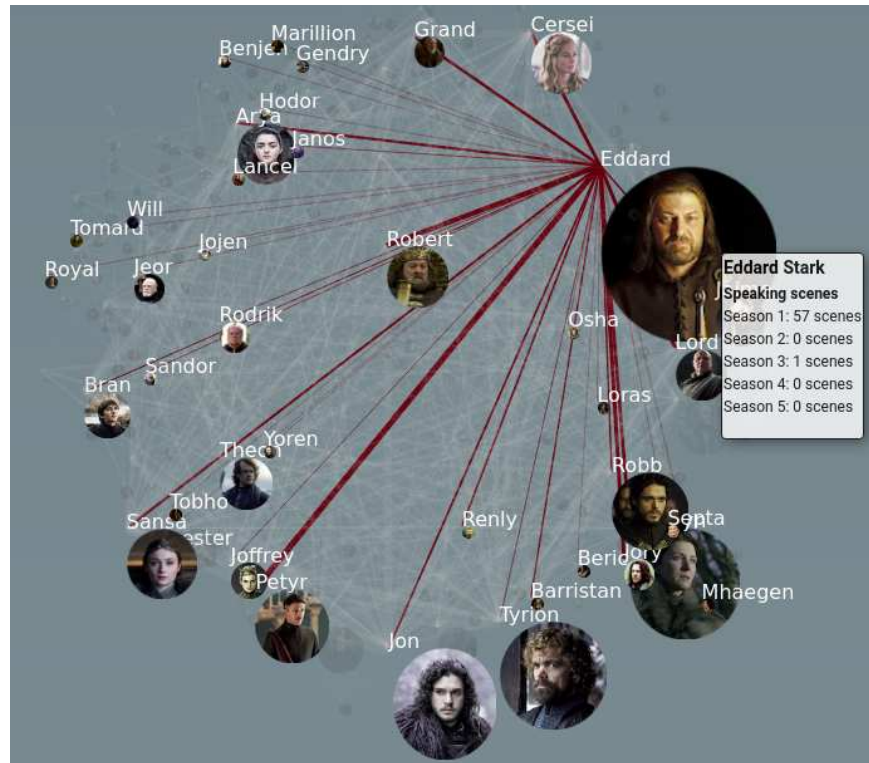 Marillion
Grand
Cersei
Benjen
Gendry
Hodor
Arya
Janos
Eddard
Lancel
Will
Tomard
Jojen
Robert
Royal
Jeor
Eddard Stark
Speaking scenes
Season 1: 57 scenes
Season 2: 0 scenes
Season 3: 1 scenes
Season 4: 0 scenes
Season 5: 0 scenes
Rodrik
Osha
Lord
Sandor
Bran
Loras
Yoren
Robb
Tobho
Renly
Septa
Sansa
ester
Joffrey
Petyr
Jory
Barristan
Mhaegen
Tyrion
Jon